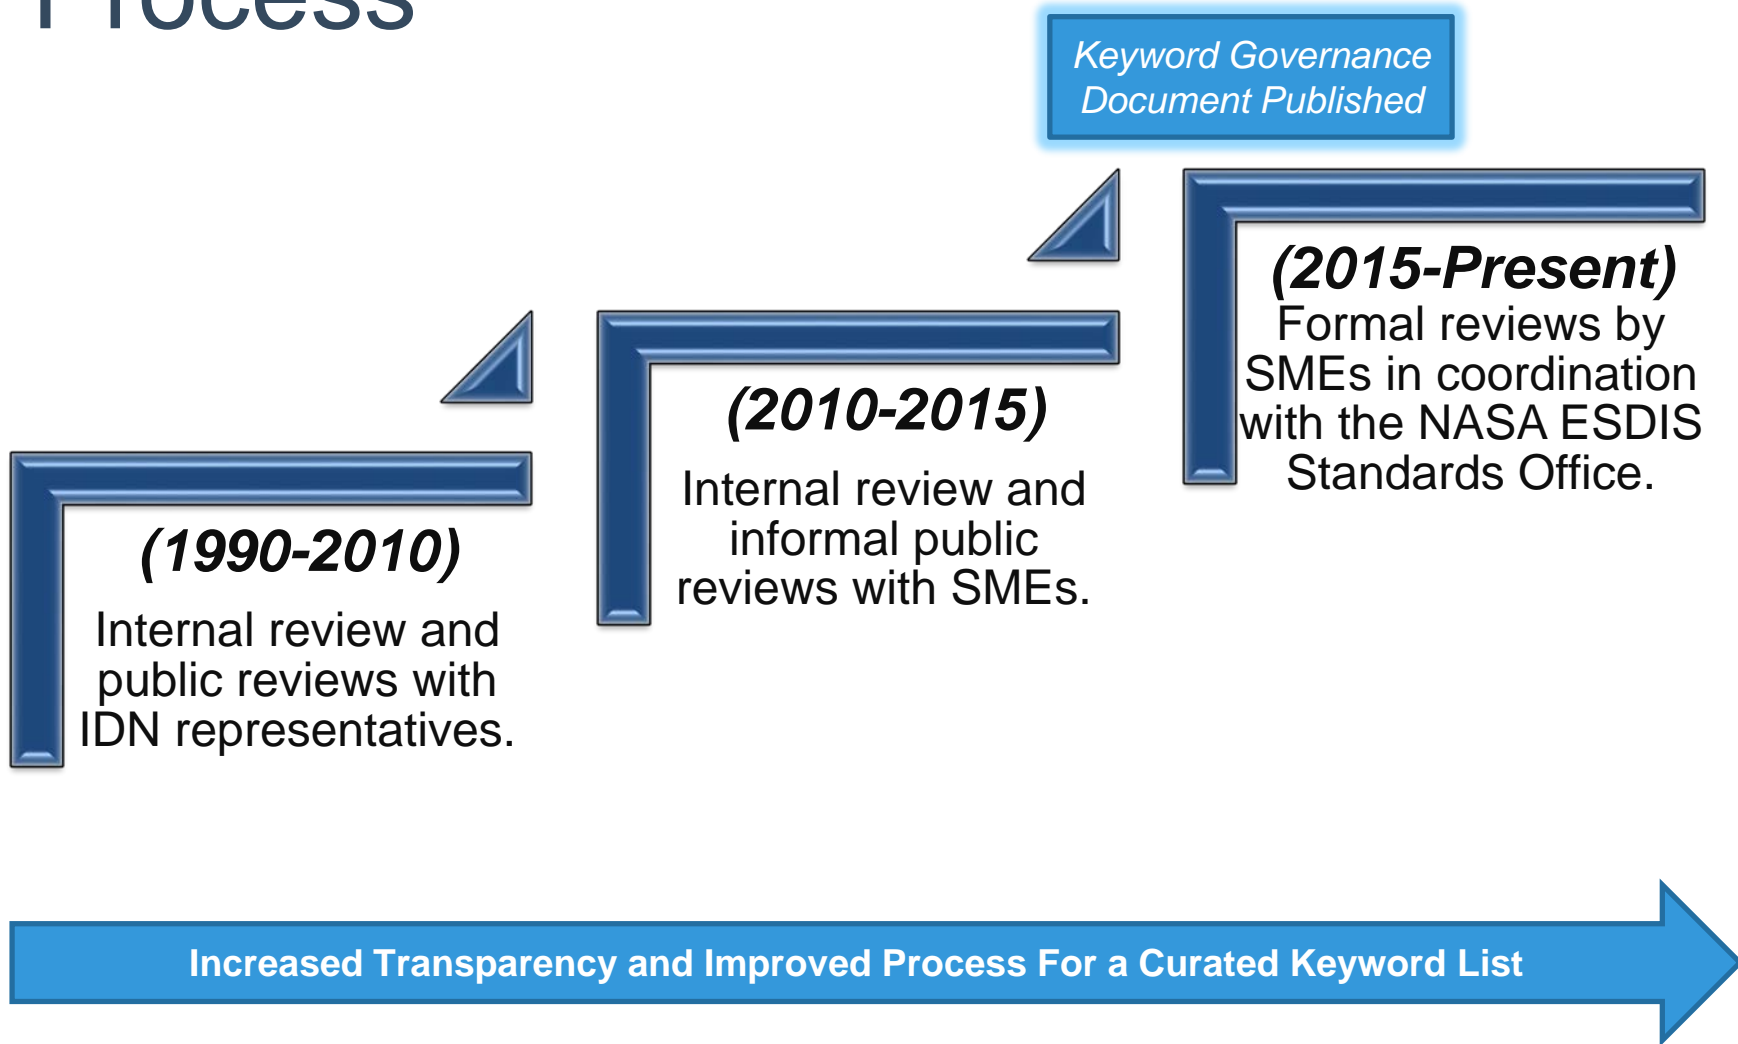 Process
Keyword Governance
Document Published
(2015-Present)
Formal reviews by
SMEs in coordination
with the NASA ESDIS
Standards Office.
(2010-2015)
Internal review and
informal public
reviews with SMEs.
(1990-2010)
Internal review and
public reviews with
IDN representatives.
Increased Transparency and Improved Process For a Curated Keyword List